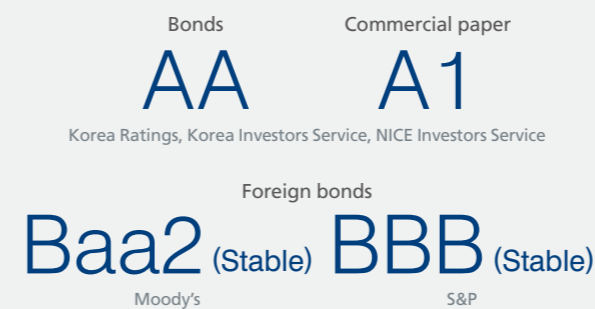 Bonds Commercial paper
AA A1
Korea Ratings, Korea Investors Service, NICE Investors Service
Foreign bonds
Baa2 (Stable) BBB (Stable)
Moody's S&P